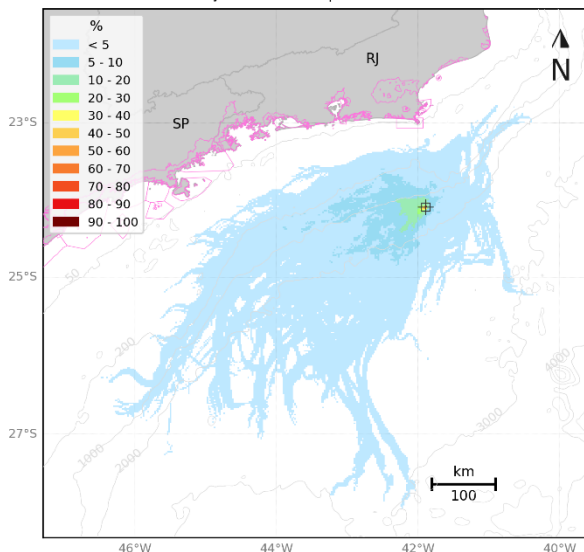 %
< 5
5 - 10
10 - 20
20 - 30
30 - 40
40 - 50
50 - 60
60 - 70
70 - 80
80 - 90
90 - 100
RJ
SP
N
23°S
25°S
27°S
50
200
1000
2000
3000
4000
km
100
46°W
44°W
42°W
40°W